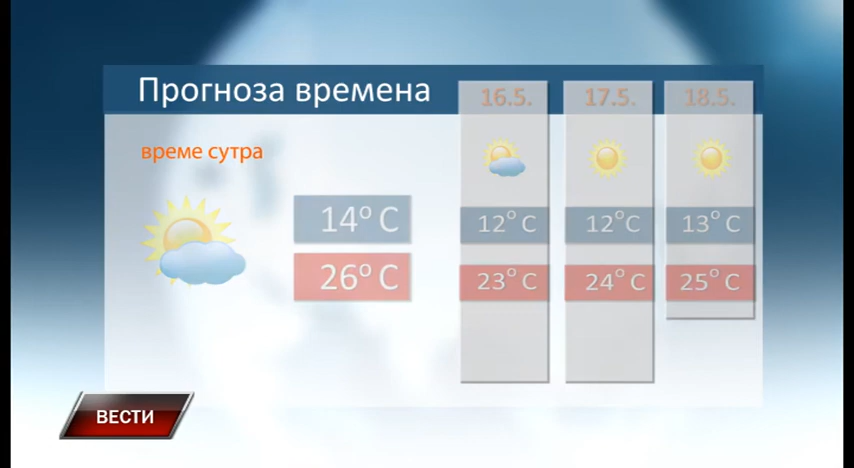 Прогноза времена
16.5.
17.5.
18.5.
време сутра
14° C
26° C
12° C
12° C
13° C
23° C
24° C
25° C
ВЕСТИ